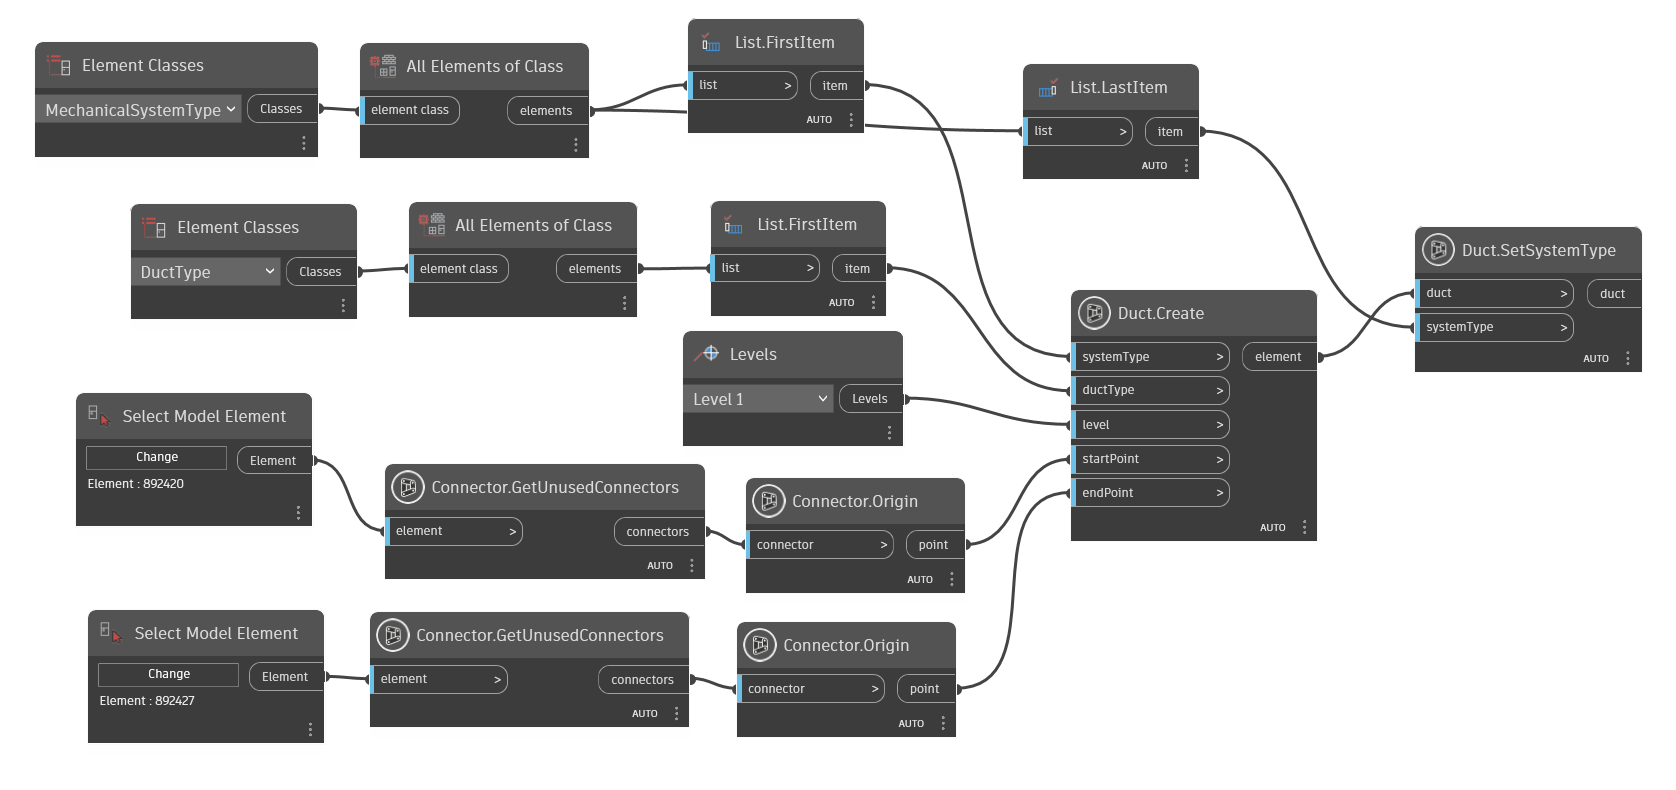 Element Classes
MechanicalSystemType
Classes
All Elements of Class
element class
elements
List.FirstItem
list >
item
AUTO
List.LastItem
list >
item
AUTO
Element Classes
DuctType
Classes
All Elements of Class
element class
elements
List.FirstItem
list >
item
AUTO
Levels
Level 1
Levels
Duct.Create
systemType >
element
ductType >
level >
startPoint >
endPoint >
AUTO
Duct.SetSystemType
duct >
duct
systemType >
AUTO
Select Model Element
Change
Element
Element : 892420
Connector.GetUnusedConnectors
element >
connectors
AUTO
Connector.Origin
connector >
point
AUTO
Select Model Element
Change
Element
Element : 892427
Connector.GetUnusedConnectors
element >
connectors
AUTO
Connector.Origin
connector >
point
AUTO